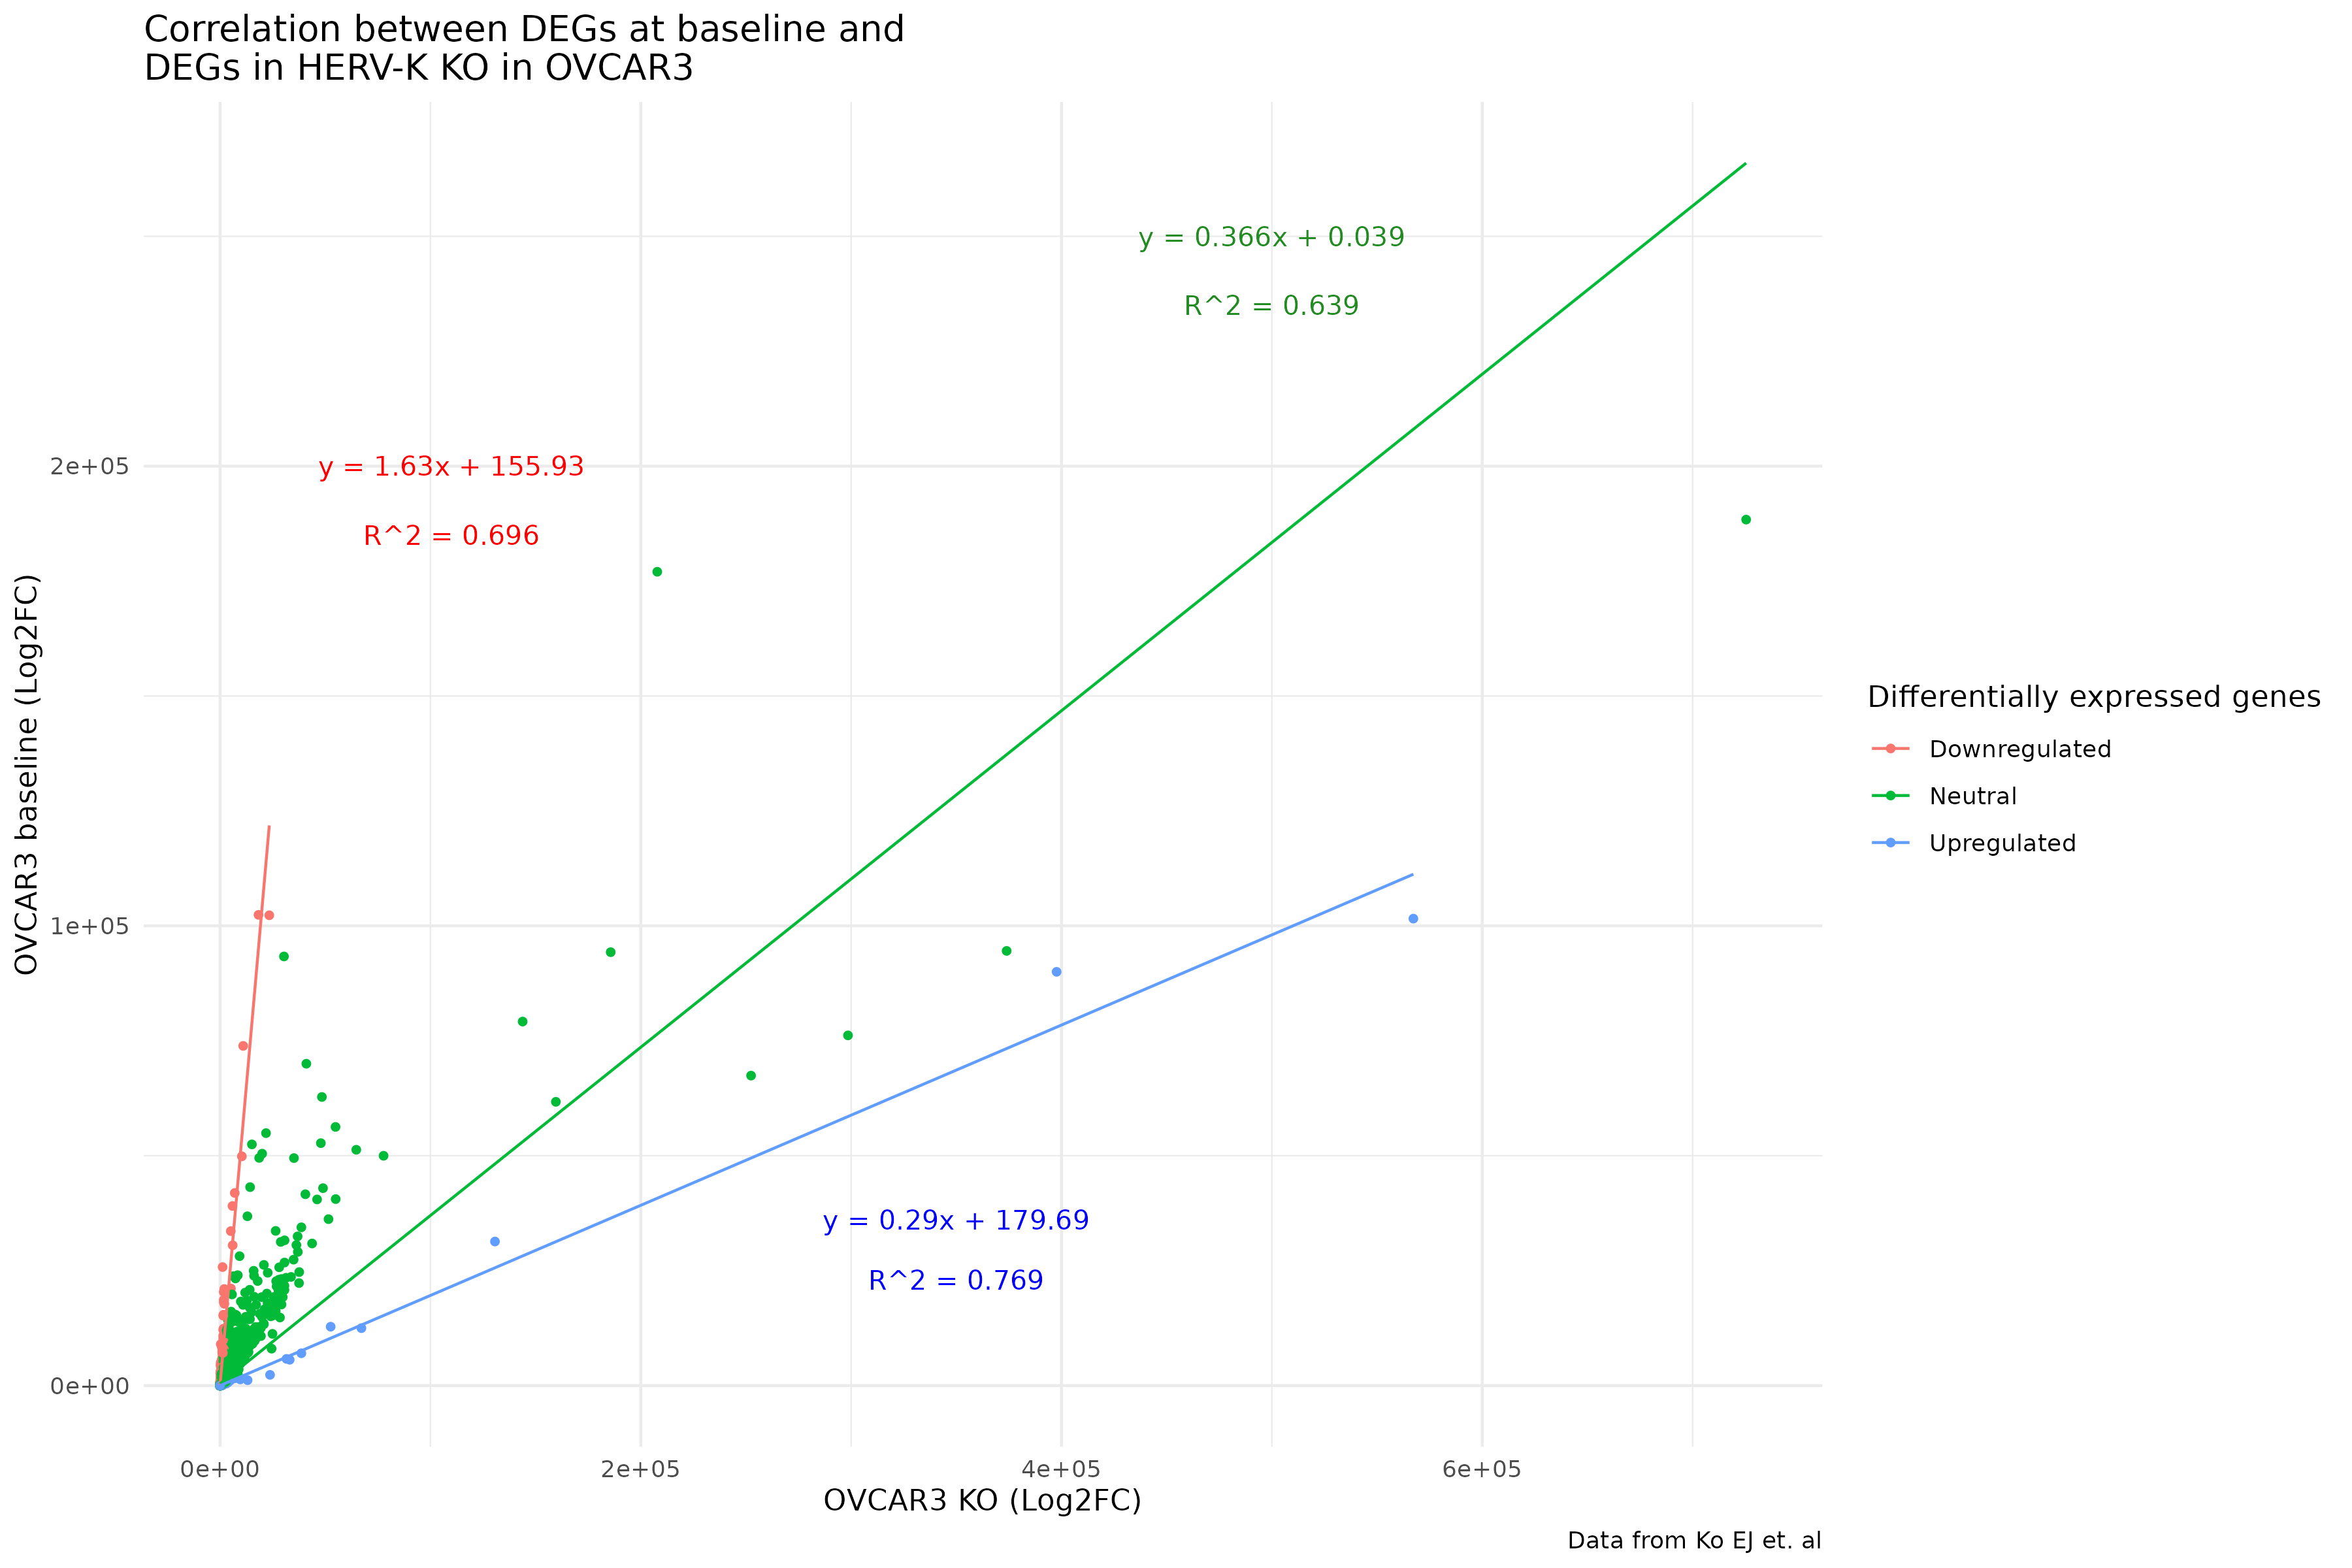 Correlation between DEGs at baseline and
DEGs in HERV-K KO in OVCAR3
y = 0.366x + 0.039
R^2 = 0.639
y = 1.63x + 155.93
R^2 = 0.696
y = 0.29x + 179.69
R^2 = 0.769
OVCAR3 baseline (Log2FC)
2e+05
1e+05
0e+00
0e+00
2e+05
4e+05
6e+05
OVCAR3 KO (Log2FC)
Differentially expressed genes
Downregulated
Neutral
Upregulated
Data from Ko EJ et. al